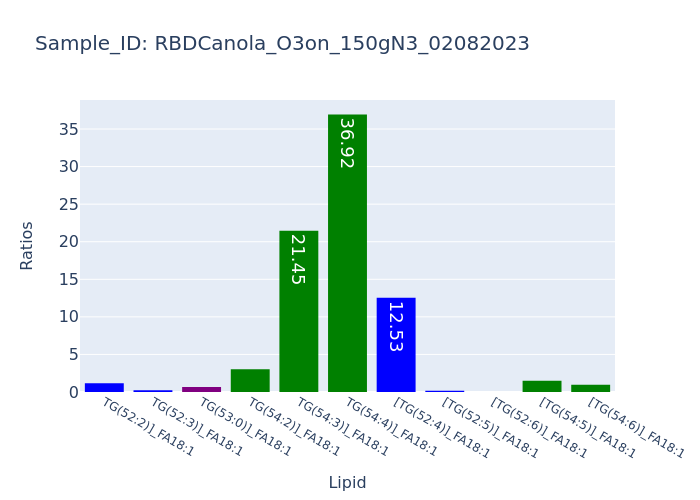 Sample_ID: RBDCanola_O3on_150gN3_02082023
Ratios
35
30
25
20
15
10
5
0
21.45
36.92
12.53
TG(52:2)]_FA18:1
TG(52:3)]_FA18:1
TG(53:0)]_FA18:1
TG(54:2)]_FA18:1
TG(54:3)]_FA18:1
TG(54:4)]_FA18:1
[TG(52:4)]_FA18:1
[TG(52:5)]_FA18:1
[TG(52:6)]_FA18:1
[TG(54:5)]_FA18:1
[TG(54:6)]_FA18:1
Lipid